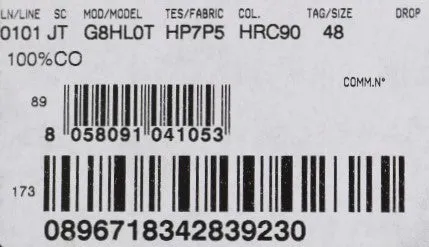 LN/LINE SC MOD/MODEL TES/FABRIC COL. TAG/SIZE DROP
0101 JT G8HL0T HP7P5 HRC90 48
100%CO
COMM.N°
89
8 058091 041053
173
0896718342839230